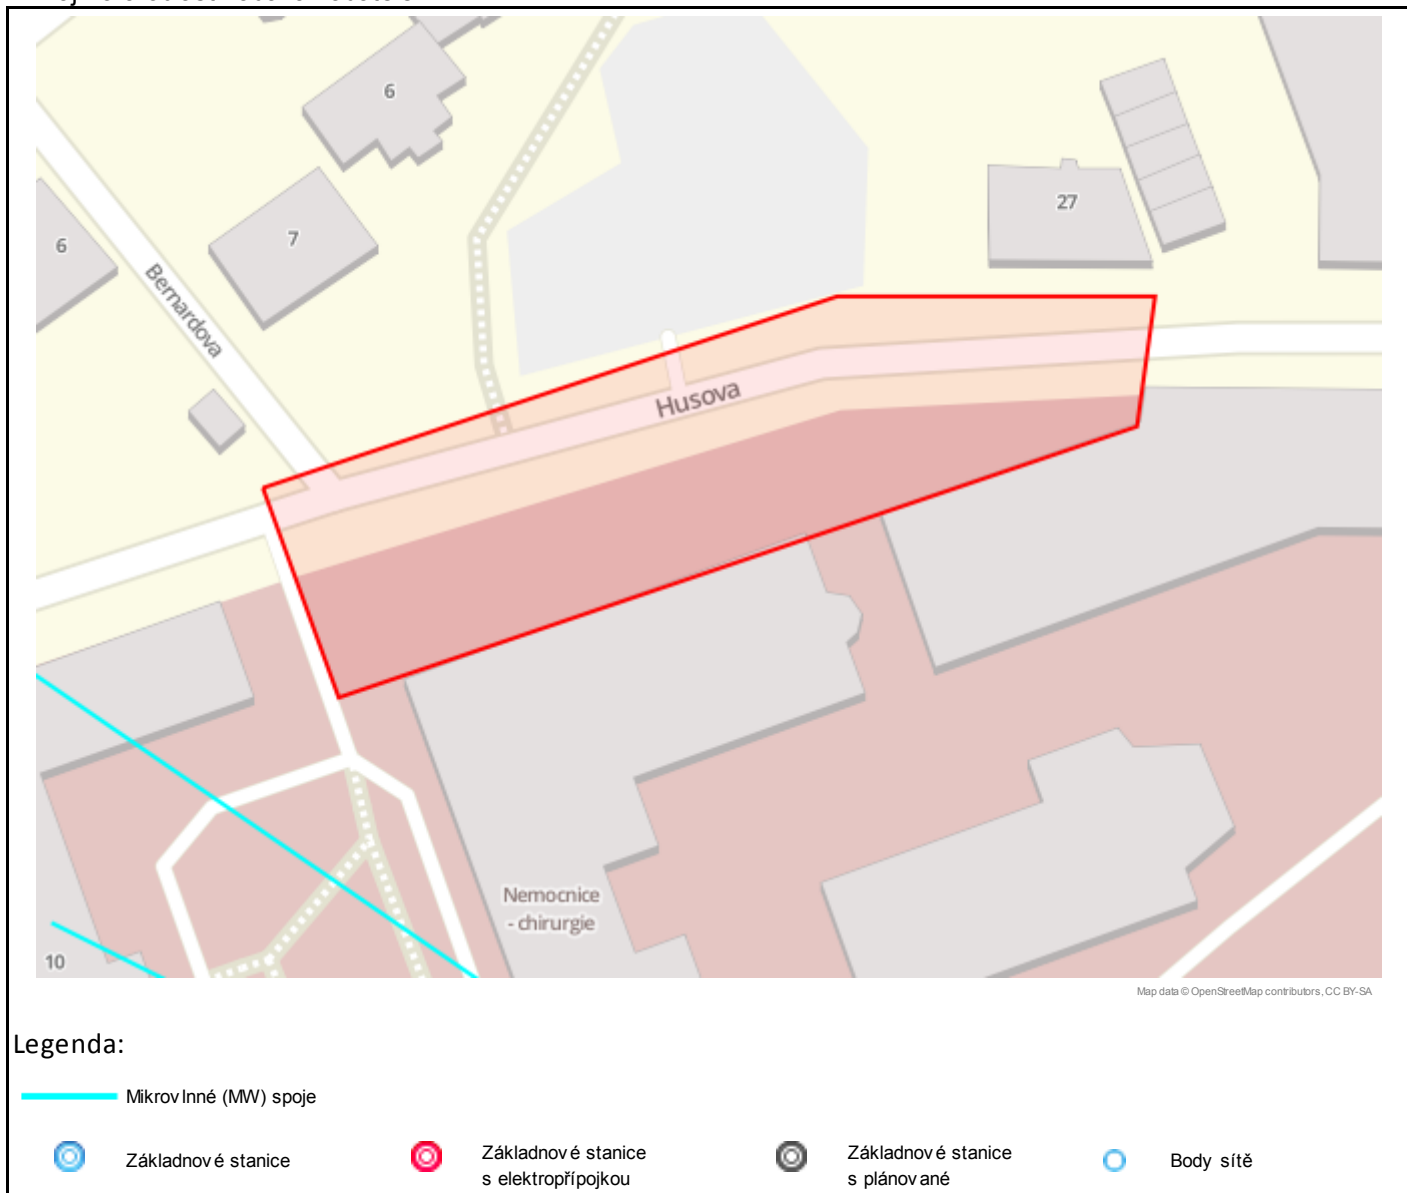 6
27
7
6
Bernardova
Husova
Nemocnice
- chirurgie
10
Map data © OpenStreetMap contributors, CC BY-SA
Legenda:
Mikrovlnné (MW) spoje
Základnové stanice
Základnové stanice
s elektropřípojkou
Základnové stanice
s plánované
Body sítě